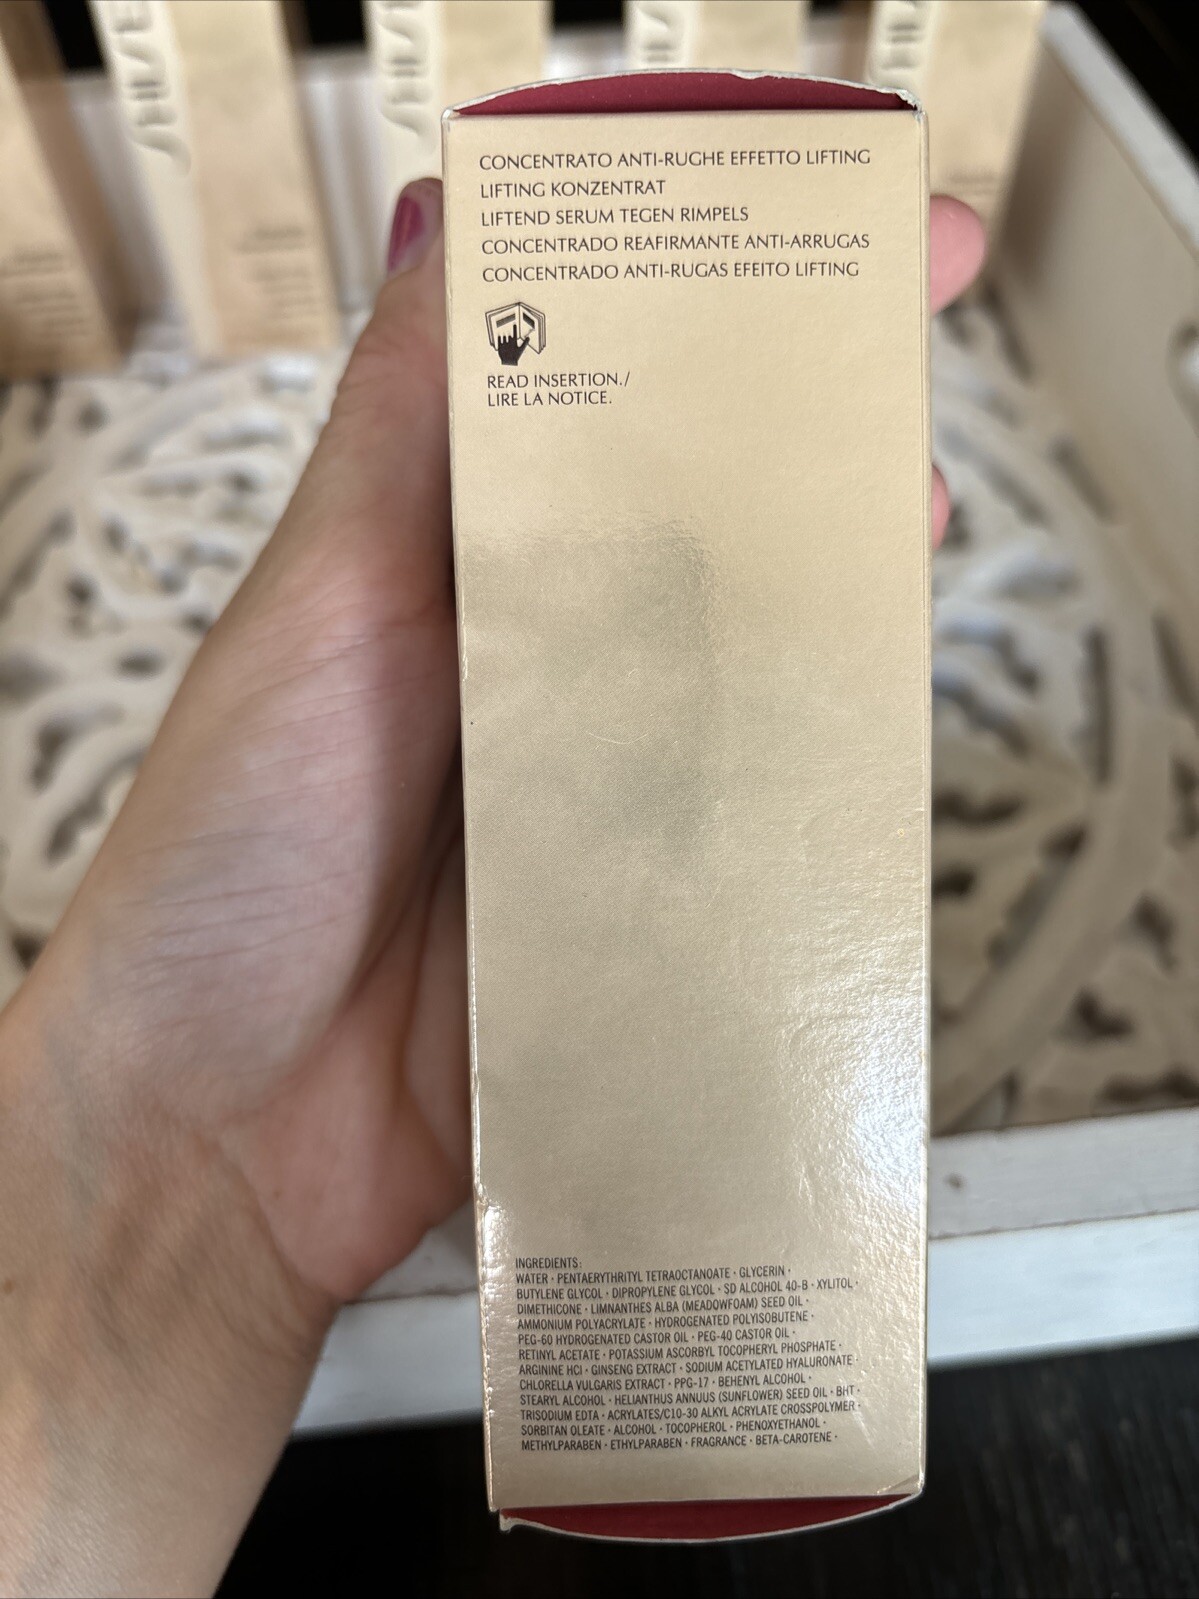 CONCENTRATO ANTI-RUGHE EFFETTO LIFTING
LIFTING KONZENTRAT
LIFTEND SERUM TEGEN RIMPELS
CONCENTRADO REAFIRMANTE ANTI-ARRUGAS
CONCENTRADO ANTI-RUGAS EFEITO LIFTING
READ INSERTION./
LIRE LA NOTICE.
INGREDIENTS:
WATER · PENTAERYTHRITYL TETRAOCTANOATE · GLYCERIN ·
BUTYLENE GLYCOL · DIPROPYLENE GLYCOL · SD ALCOHOL 40-B · XYLITOL ·
DIMETHICONE · LIMNANTHES ALBA (MEADOWFOAM) SEED OIL ·
AMMONIUM POLYACRYLATE · HYDROGENATED POLYISOBUTENE ·
PEG-60 HYDROGENATED CASTOR OIL · PEG-40 CASTOR OIL ·
RETINYL ACETATE · POTASSIUM ASCORBYL TOCOPHERYL PHOSPHATE ·
ARGININE HCl · GINSENG EXTRACT · SODIUM ACETYLATED HYALURONATE ·
CHLORELLA VULGARIS EXTRACT · PPG-17 · BEHENYL ALCOHOL ·
STEARYL ALCOHOL · HELIANTHUS ANNUUS (SUNFLOWER) SEED OIL · BHT ·
TRISODIUM EDTA · ACRYLATES/C10-30 ALKYL ACRYLATE CROSSPOLYMER ·
SORBITAN OLEATE · ALCOHOL · TOCOPHEROL · PHENOXYETHANOL ·
METHYLPARABEN · ETHYLPARABEN · FRAGRANCE · BETA-CAROTENE ·